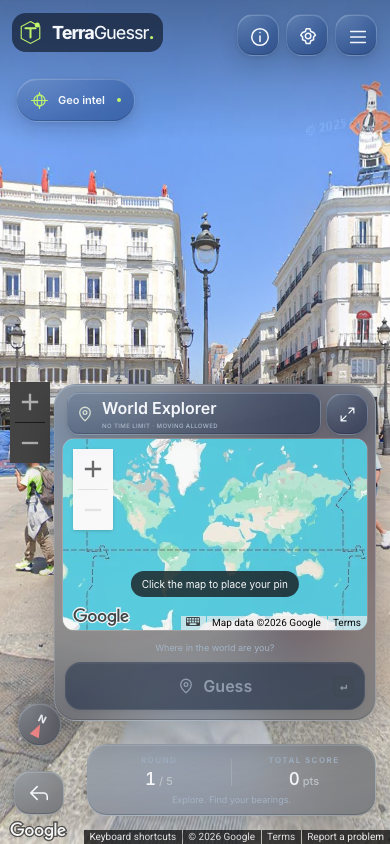 TerraGuessr.
Geo intel
© 2025
World Explorer
NO TIME LIMIT · MOVING ALLOWED
Click the map to place your pin
Google
Map data ©2026 Google
Terms
Where in the world are you?
Guess
N
ROUND
TOTAL SCORE
1 / 5
0 pts
Explore. Find your bearings.
Google
Keyboard shortcuts
© 2026 Google
Terms
Report a problem